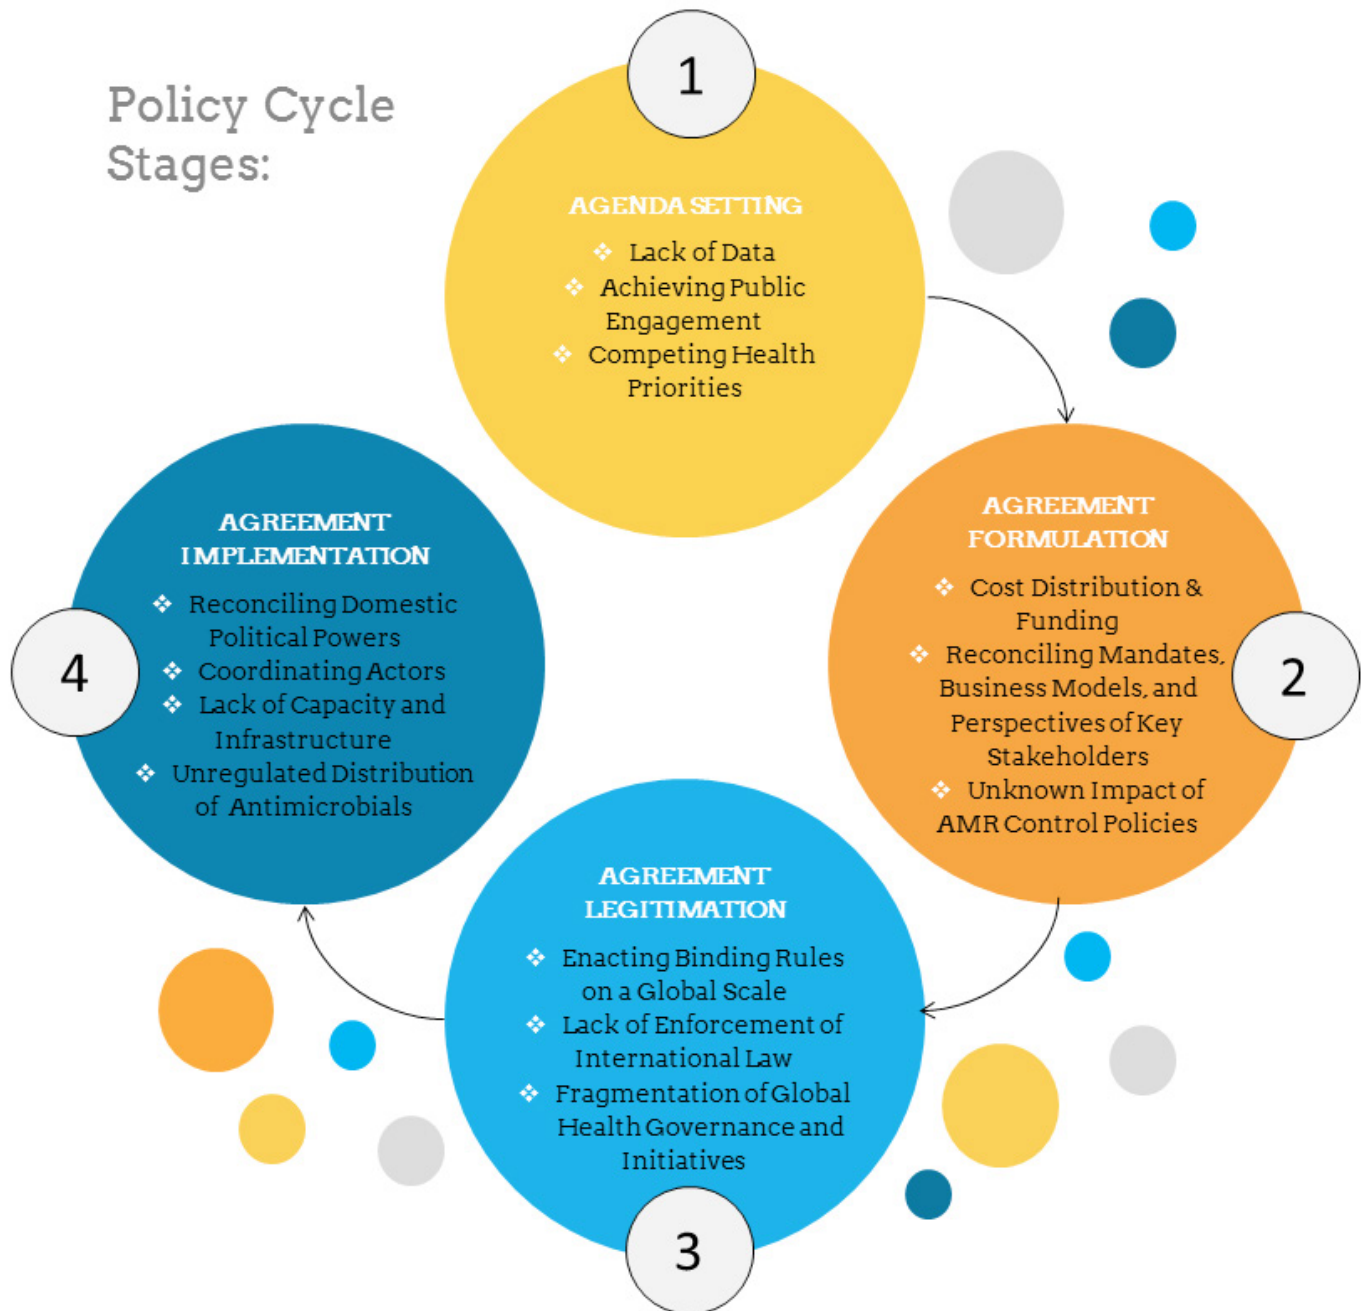 Policy Cycle
Stages:
1
AGENDA SETTING
❖ Lack of Data
❖ Achieving Public
Engagement
❖ Competing Health
Priorities
AGREEMENT
FORMULATION
❖ Cost Distribution &
Funding
❖ Reconciling Mandates,
Business Models, and
Perspectives of Key
Stakeholders
❖ Unknown Impact of
AMR Control Policies
2
AGREEMENT
LEGITIMATION
❖ Enacting Binding Rules
on a Global Scale
❖ Lack of Enforcement of
International Law
❖ Fragmentation of Global
Health Governance and
Initiatives
3
AGREEMENT
IMPLEMENTATION
❖ Reconciling Domestic
Political Powers
❖ Coordinating Actors
❖ Lack of Capacity and
Infrastructure
❖ Unregulated Distribution
of Antimicrobials
4